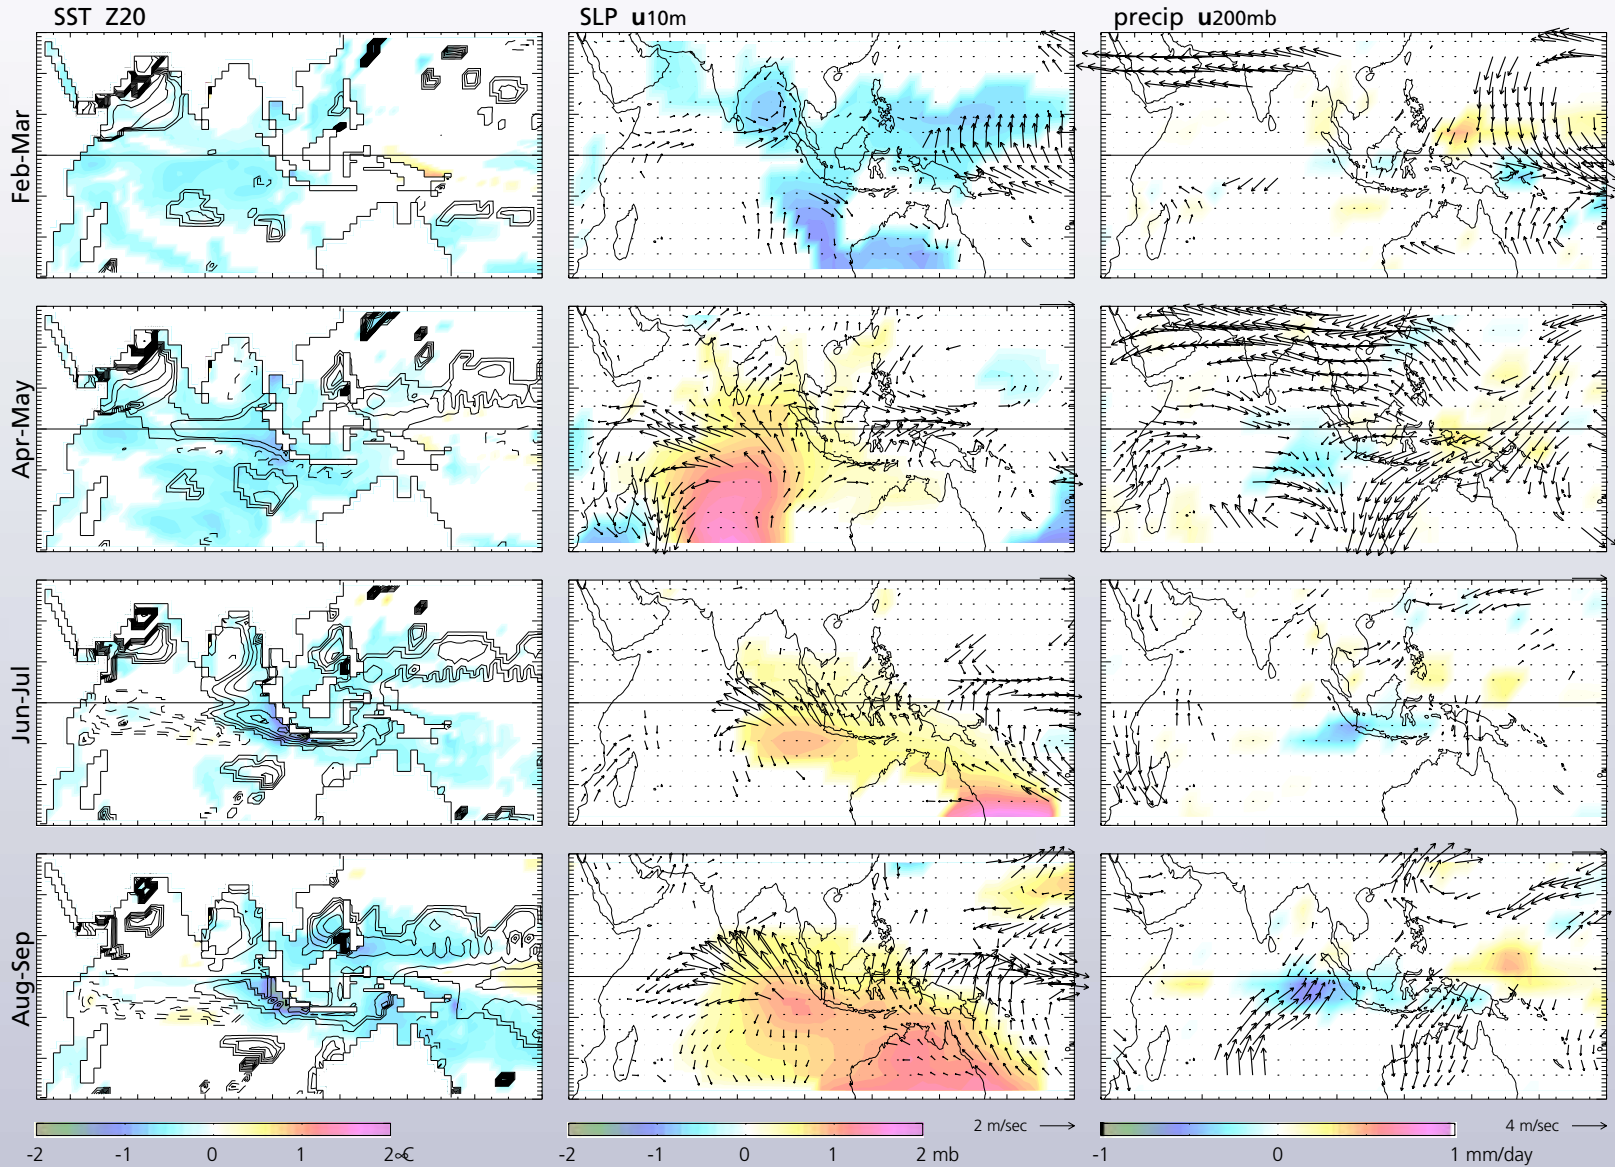 SST Z20
SLP u10m
precip u200mb
Feb-Mar
Apr-May
Jun-Jul
Aug-Sep
2 m/sec
4 m/sec
-2 -1 0 1 2∞C
-2 -1 0 1 2 mb
-1 0 1 mm/day